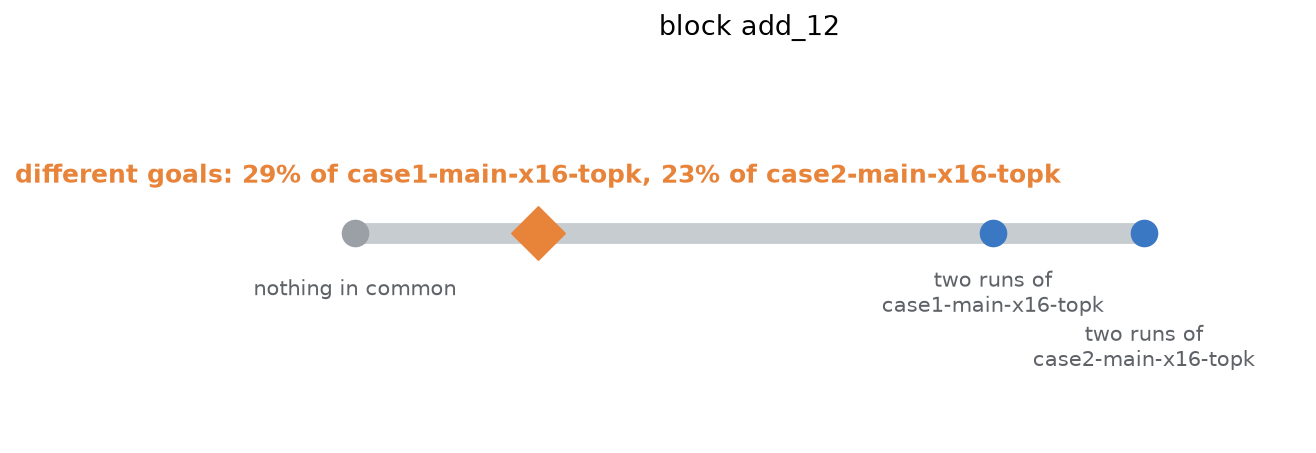 block add_12
different goals: 29% of case1-main-x16-topk, 23% of case2-main-x16-topk
nothing in common
two runs of
case1-main-x16-topk
two runs of
case2-main-x16-topk